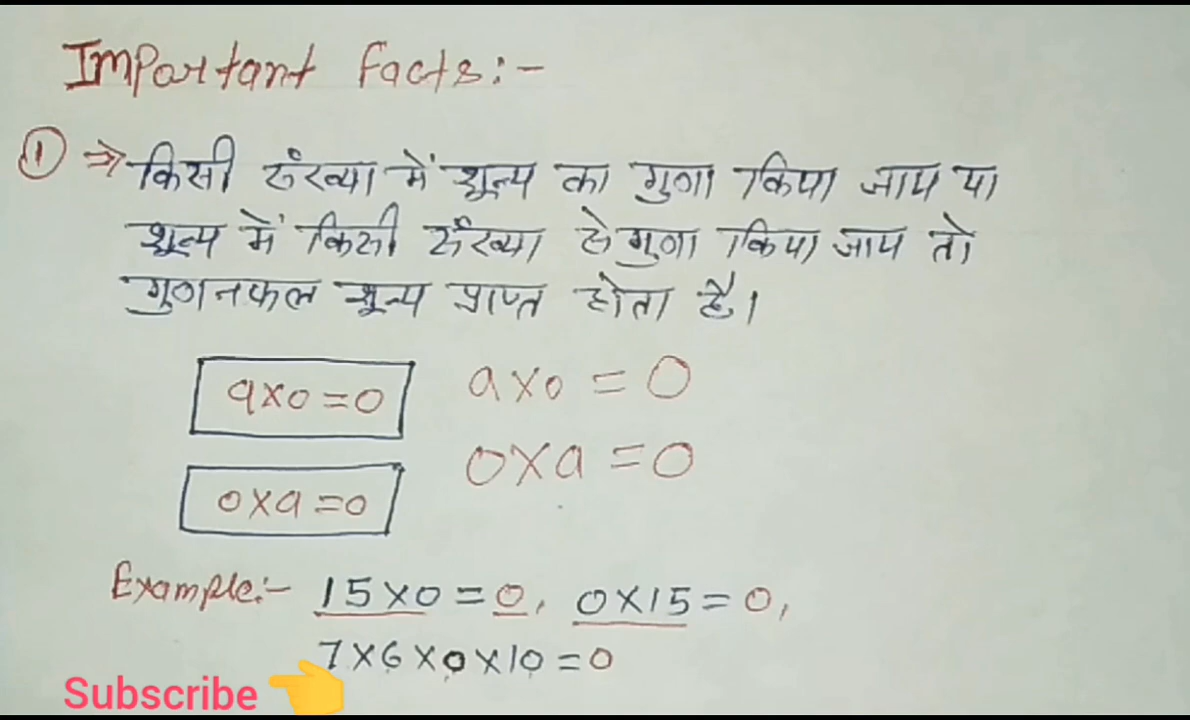 Important Facts:-
① ⇒ किसी संख्या में शून्य का गुणा किया जाय या
शून्य में किसी संख्या से गुणा किया जाय तो
गुणनफल शून्य प्राप्त होता है।
a×0=0 a×0=0
0×a=0 0×a=0
Example:- 15×0=0, 0×15=0,
7×6×0×10=0
Subscribe